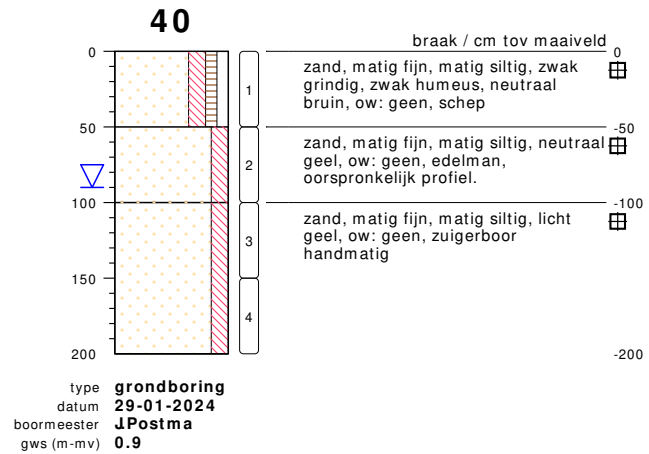 40
braak / cm tov maaiveld
0
0
zand, matig fijn, matig siltig, zwak
grindig, zwak humeus, neutraal
bruin, ow: geen, schep
1
50
-50
zand, matig fijn, matig siltig, neutraal
geel, ow: geen, edelman,
oorspronkelijk profiel.
2
100
-100
zand, matig fijn, matig siltig, licht
geel, ow: geen, zuigerboor
handmatig
3
150
4
200
-200
type grondboring
datum 29-01-2024
boormeester J.Postma
gws (m-mv) 0.9